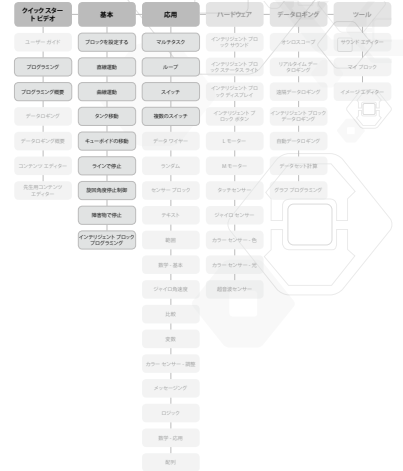 クイックスタート ビデオ
ユーザー ガイド
プログラミング
プログラミング概要
データロギング
データロギング概要
コンテンツ エディター
先生用コンテンツ
エディター
基本
ブロックを設定する
直線運動
曲線運動
タンク移動
キューボイドの移動
ラインで停止
旋回角度停止制御
障害物で停止
インテリジェント ブロック
プログラミング
応用
マルチタスク
ループ
スイッチ
複数のスイッチ
データ ワイヤー
ランダム
センサー ブロック
テキスト
範囲
数学 - 基本
ジャイロ角速度
比較
変数
カラー センサー - 調整
メッセージング
ロジック
数学 - 応用
配列
ハードウェア
インテリジェント ブロ
ック サウンド
インテリジェント ブロ
ック ステータス ライト
インテリジェント ブロ
ック ディスプレイ
インテリジェント ブ
ロック ボタン
L モーター
M モーター
タッチ センサー
ジャイロ センサー
カラー センサー - 色
カラー センサー - 光
超音波センサー
データロギング
オシロスコープ
リアルタイム デー
タロギング
遠隔データロギング
インテリジェント ブロック
データロギング
自動データロギング
データセット計算
グラフ プログラミング
ツール
サウンド エディター
マイ ブロック
イメージ エディター